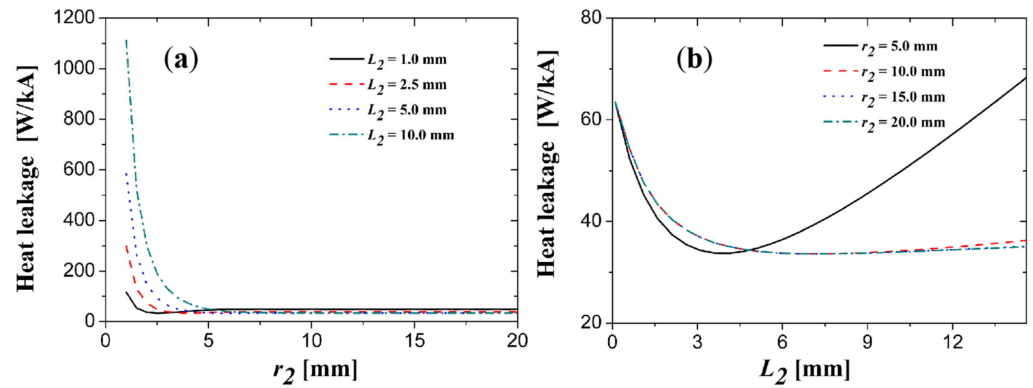 (a)
L2 = 1.0 mm
L2 = 2.5 mm
L2 = 5.0 mm
L2 = 10.0 mm
Heat leakage [W/kA]
1200
1000
800
600
400
200
0
0 5 10 15 20
r2 [mm]
(b)
r2 = 5.0 mm
r2 = 10.0 mm
r2 = 15.0 mm
r2 = 20.0 mm
Heat leakage [W/kA]
80
60
40
20
0 3 6 9 12
L2 [mm]